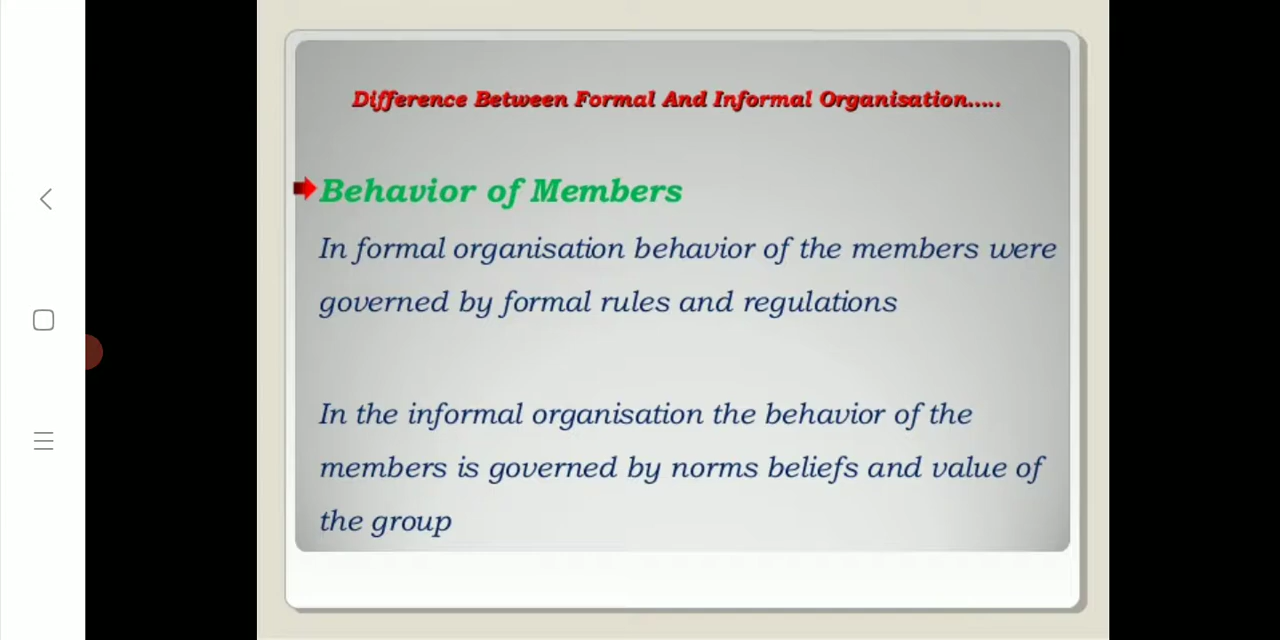 Difference Between Formal And Informal Organisation.....
Behavior of Members
In formal organisation behavior of the members were
governed by formal rules and regulations
In the informal organisation the behavior of the
members is governed by norms beliefs and value of
the group